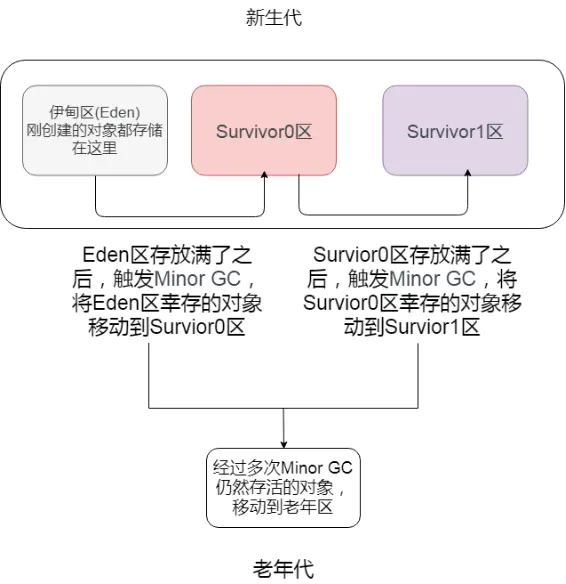 新生代
伊甸区(Eden)
刚创建的对象都存储
在这里
Survivor0区
Survivor1区
Eden区存放满了之
后，触发Minor GC，
将Eden区幸存的对象
移动到Survior0区
Survior0区存放满了之
后，触发Minor GC，将
Survior0区幸存的对象移
动到Survior1区
经过多次Minor GC
仍然存活的对象，
移动到老年区
老年代